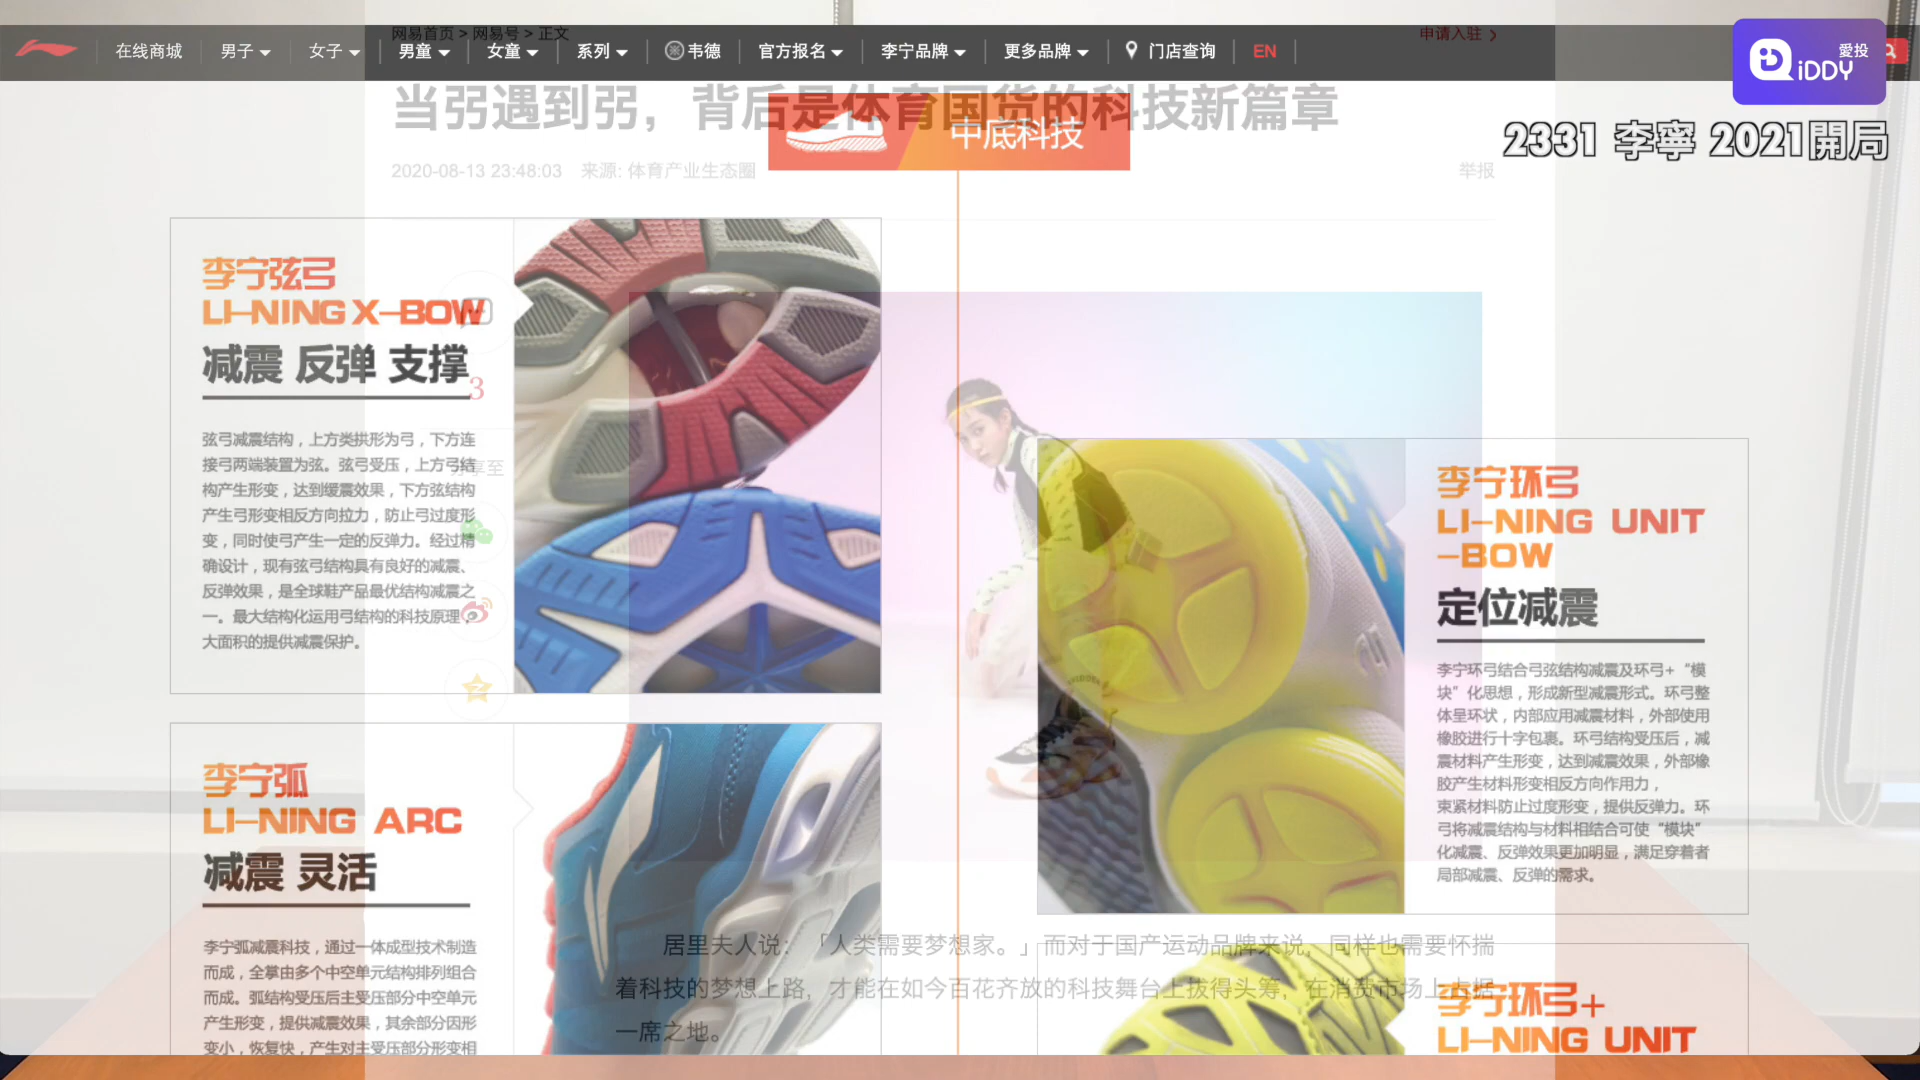 网易首页 > 网易号 > 正文
申请入驻
在线商城
男子
女子
男童
女童
系列
韦德
官方报名
李宁品牌
更多品牌
门店查询
EN
愛投
iDDY
2331 李寧 2021開局
当弜遇到弜，背后是体育国货的科技新篇章
中底科技
2020-08-13 23:48:03 来源: 体育产业生态圈
举报
李宁弦弓
LI-NING X-BOW
减震 反弹 支撑
3
弦弓减震结构，上方类拱形为弓，下方连
接弓两端装置为弦。弦弓受压，上方弓结
构产生形变，达到缓震效果，下方弦结构
产生弓形变相反方向拉力，防止弓过度形
变，同时使弓产生一定的反弹力。经过精
确设计，现有弦弓结构具有良好的减震、
反弹效果，是全球鞋产品最优结构减震之
一。最大结构化运用弓结构的科技原理，
大面积的提供减震保护。
李宁环弓
LI-NING UNIT
-BOW
定位减震
李宁环弓结合弓弦结构减震及环弓+“模
块”化思想，形成新型减震形式。环弓整
体呈环状，内部应用减震材料，外部使用
橡胶进行十字包裹。环弓结构受压后，减
震材料产生形变，达到减震效果，外部橡
胶产生材料形变相反方向作用力，
束紧材料防止过度形变，提供反弹力。环
弓将减震结构与材料相结合可使“模块”
化减震、反弹效果更加明显，满足穿着者
局部减震、反弹的需求。
李宁弧
LI-NING ARC
减震 灵活
李宁弧减震科技，通过一体成型技术制造
而成，全掌由多个中空单元结构排列组合
而成。弧结构受压后主受压部分中空单元
产生形变，提供减震效果，其余部分因形
变小，恢复快，产生对主受压部分形变相
居里夫人说：「人类需要梦想家。」而对于国产运动品牌来说，同样也需要怀揣
着科技的梦想上路，才能在如今百花齐放的科技舞台上拔得头筹，在消费市场上占据
一席之地。
李宁环弓+
LI-NING UNIT